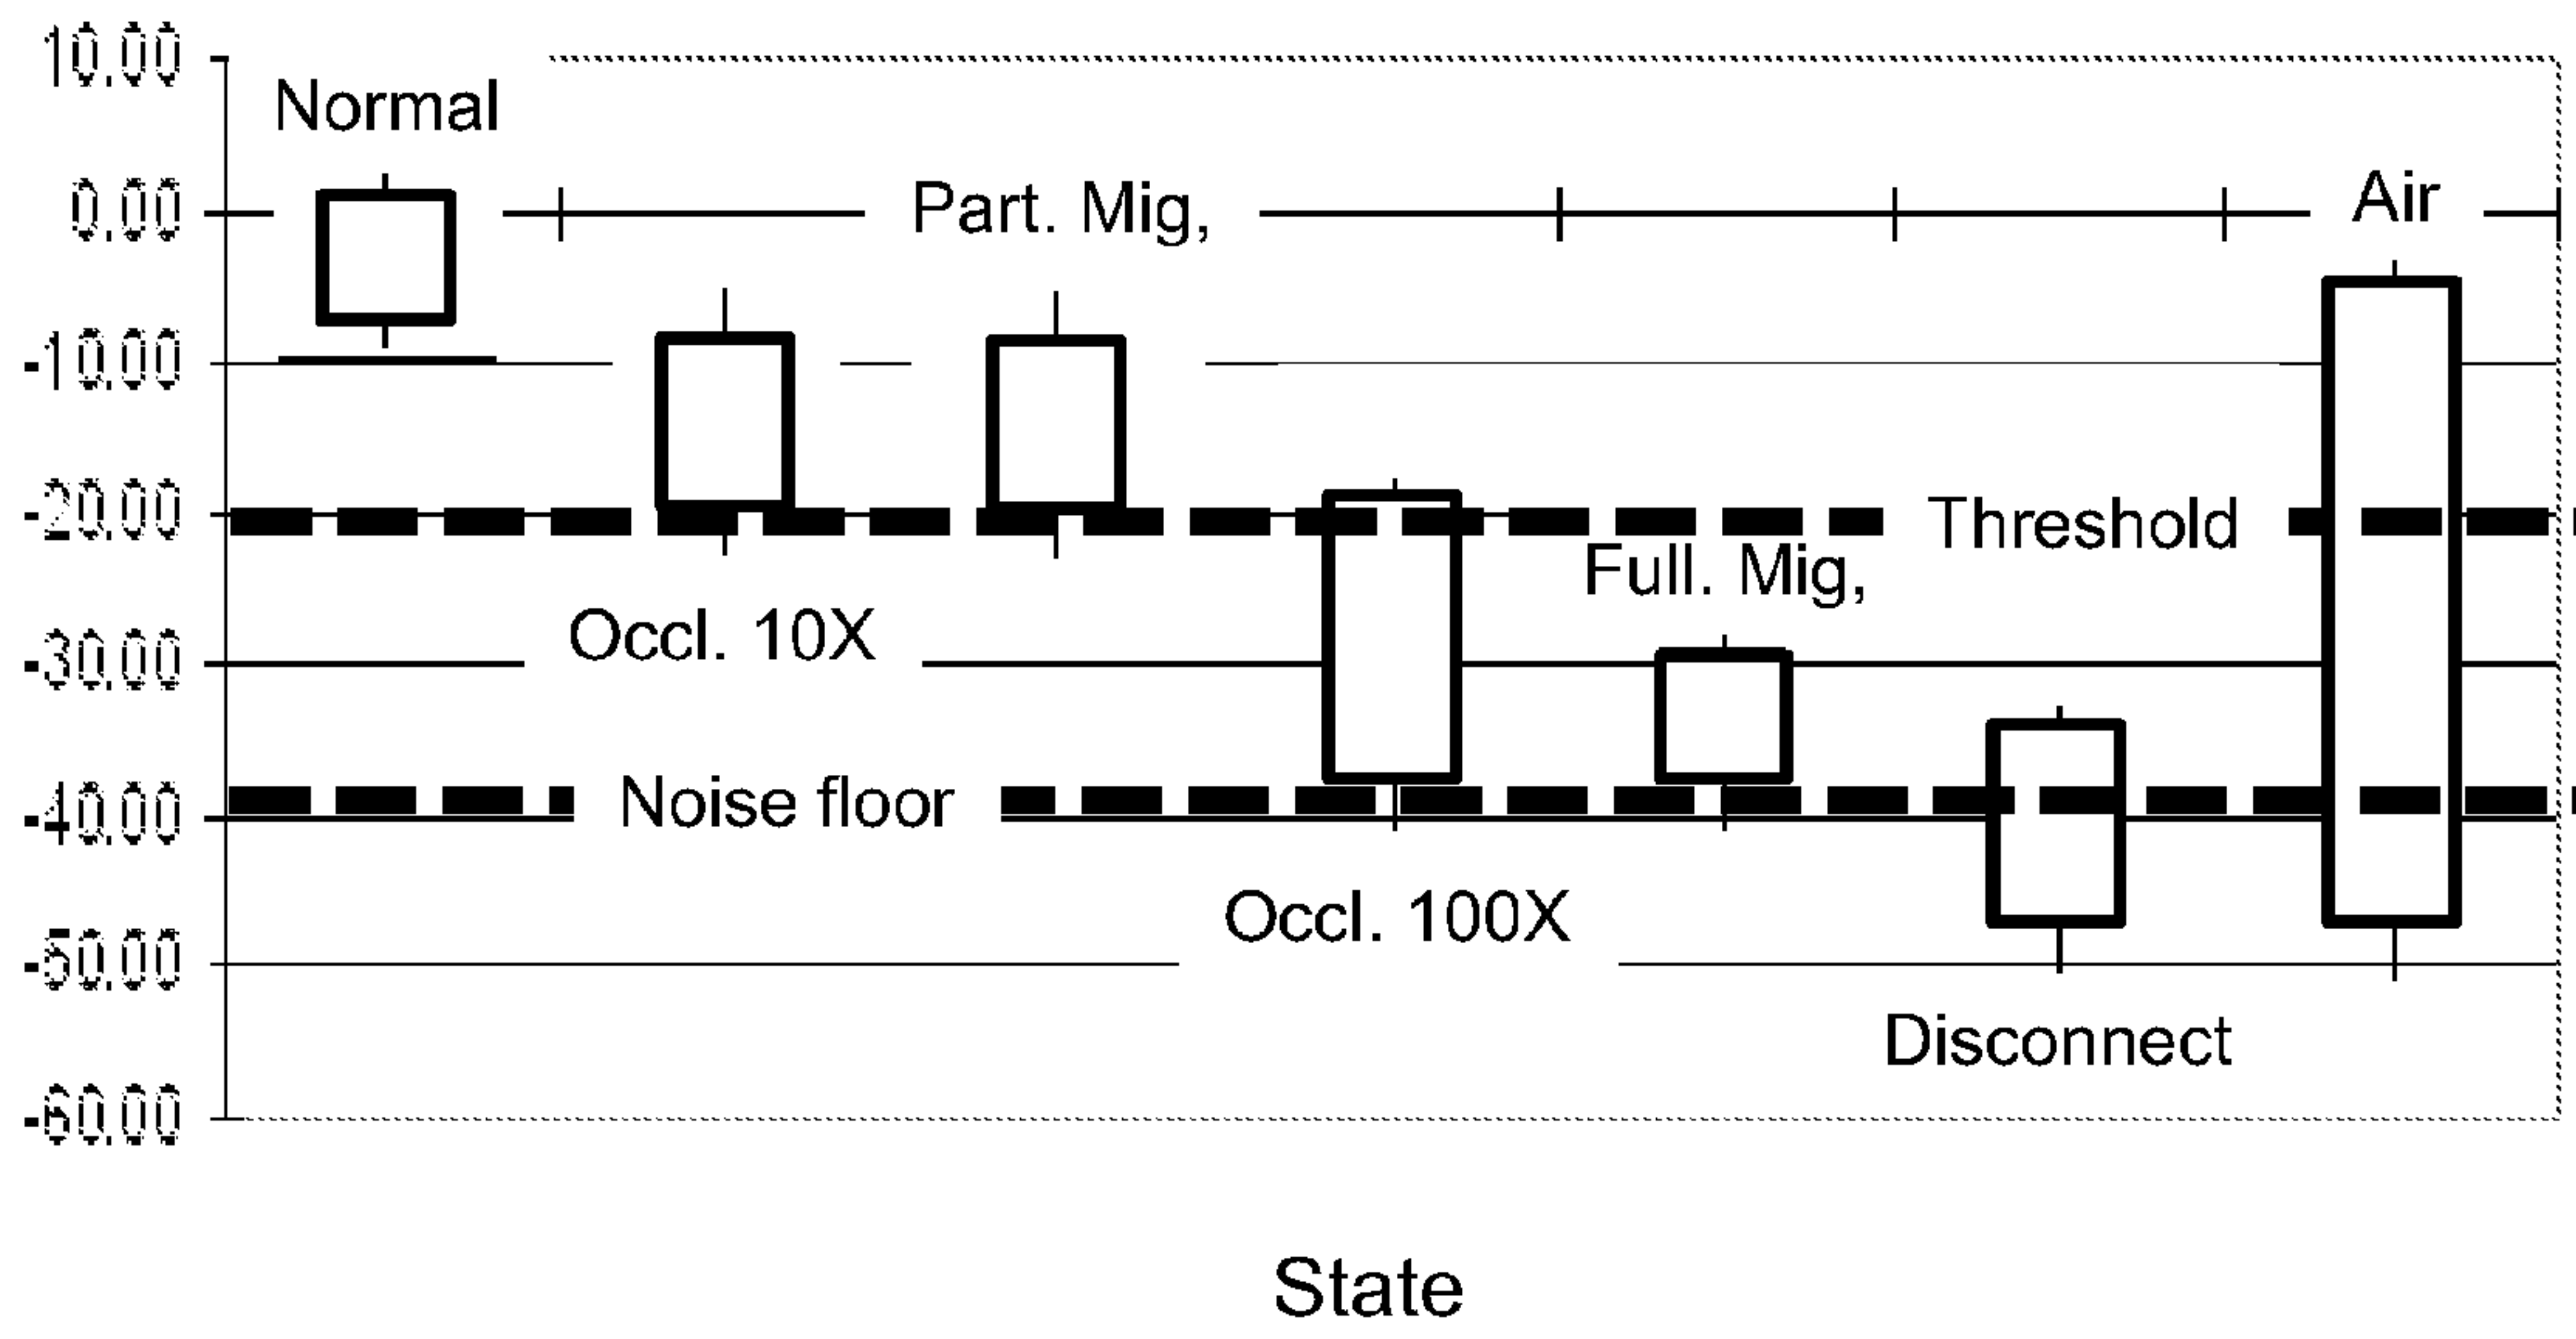 10.00
Normal
0.00
Part. Mig,
Air
-10.00
-20.00
Threshold
Full. Mig,
Occl. 10X
-30.00
Noise floor
-40.00
Occl. 100X
-50.00
Disconnect
-60.00
State